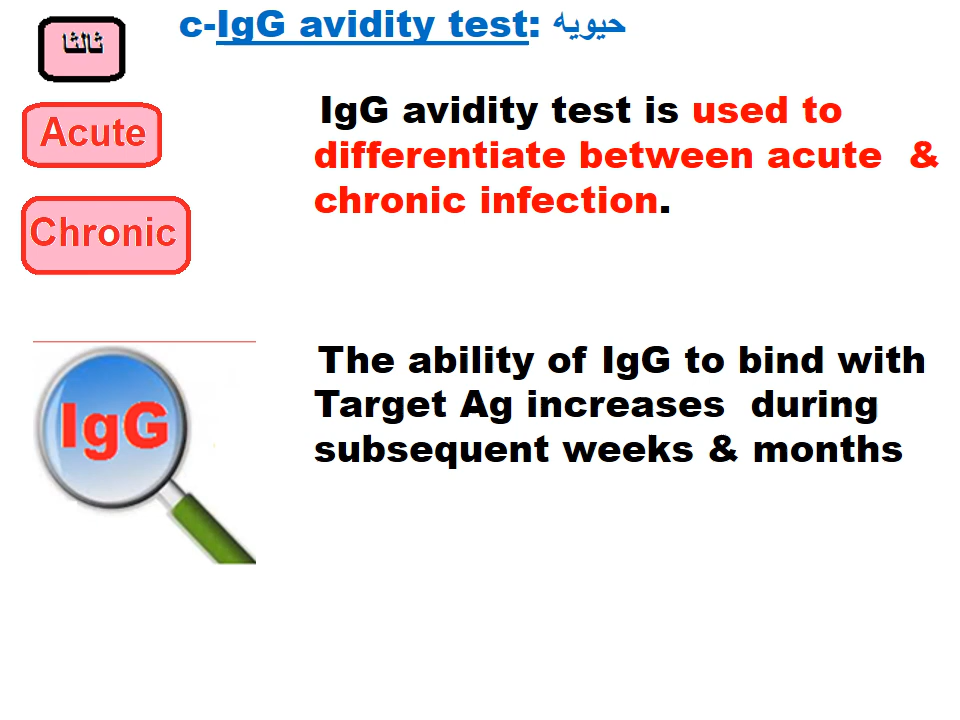 c-IgG avidity test: حيويه
ثالثا
Acute
Chronic
IgG avidity test is used to
differentiate between acute & 
chronic infection.
IgG
The ability of IgG to bind with
Target Ag increases during
subsequent weeks & months